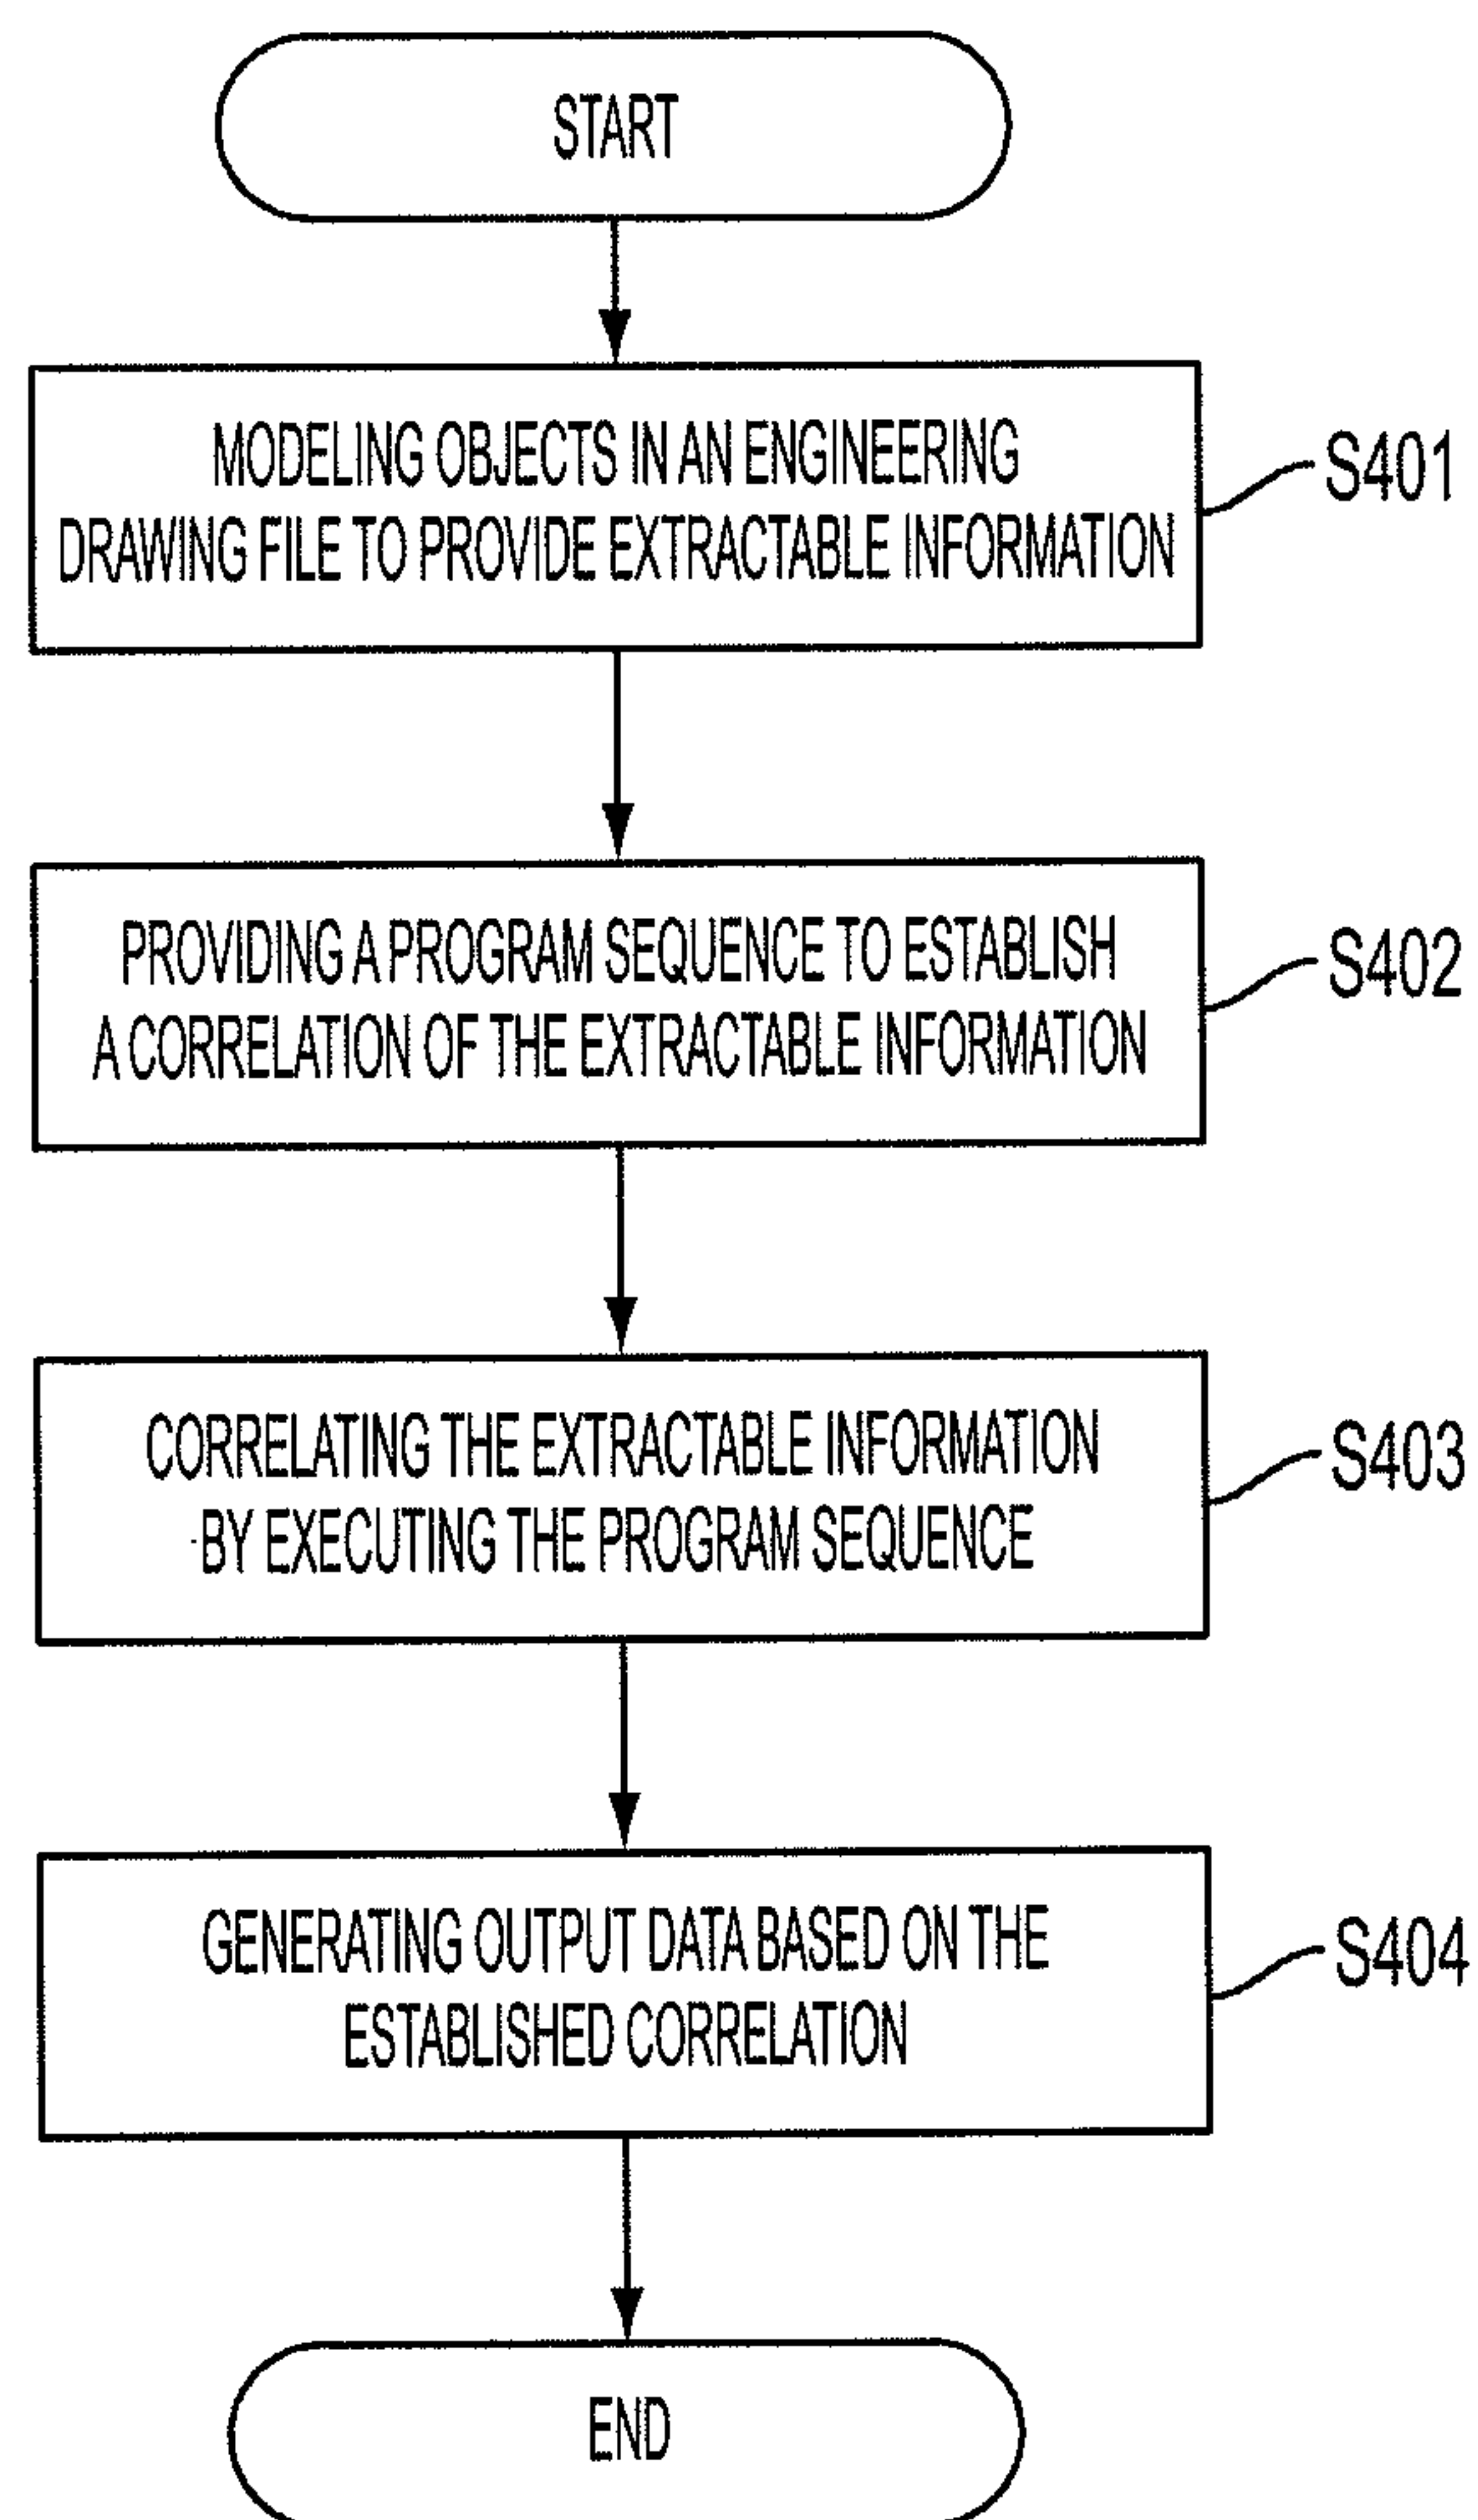 START
MODELING OBJECTS IN AN ENGINEERING
DRAWING FILE TO PROVIDE EXTRACTABLE INFORMATION
S401
PROVIDING A PROGRAM SEQUENCE TO ESTABLISH
A CORRELATION OF THE EXTRACTABLE INFORMATION
S402
CORRELATING THE EXTRACTABLE INFORMATION
BY EXECUTING THE PROGRAM SEQUENCE
S403
GENERATING OUTPUT DATA BASED ON THE
ESTABLISHED CORRELATION
S404
END